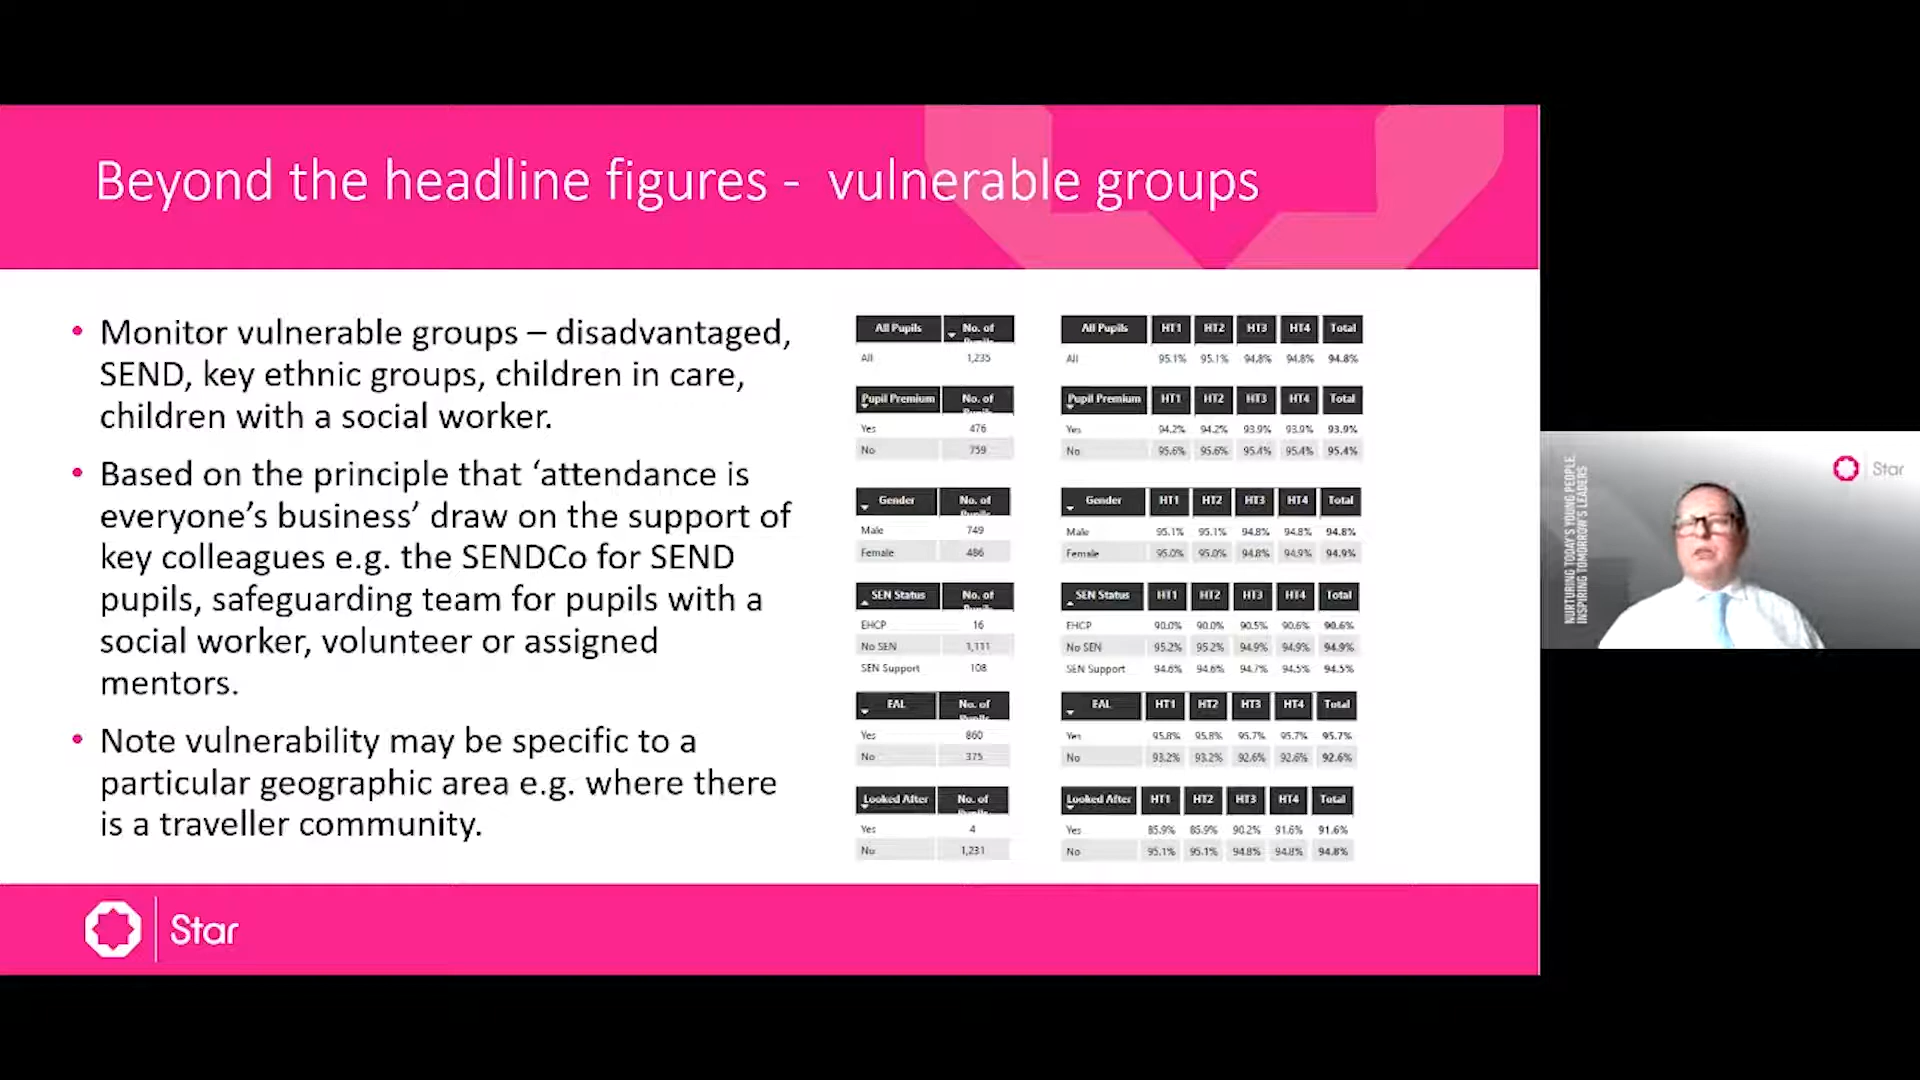 Beyond the headline figures - vulnerable groups
• Monitor vulnerable groups – disadvantaged,
SEND, key ethnic groups, children in care,
children with a social worker.
• Based on the principle that ‘attendance is
everyone’s business’ draw on the support of
key colleagues e.g. the SENDCo for SEND
pupils, safeguarding team for pupils with a
social worker, volunteer or assigned
mentors.
• Note vulnerability may be specific to a
particular geographic area e.g. where there
is a traveller community.
All Pupils No. of
All 1,235
Pupil Premium No. of
Yes 476
No 759
Gender No. of
Male 749
Female 486
SEN Status No. of
EHCP 16
No SEN 1,111
SEN Support 108
EAL No. of
Yes 860
No 375
Looked After No. of
Yes 4
No 1,231
All Pupils HT1 HT2 HT3 HT4 Total
All 95.1% 95.1% 94.8% 94.8% 94.8%
Pupil Premium HT1 HT2 HT3 HT4 Total
Yes 94.2% 94.2% 93.9% 93.9% 93.9%
No 95.6% 95.6% 95.4% 95.4% 95.4%
Gender HT1 HT2 HT3 HT4 Total
Male 95.1% 95.1% 94.8% 94.8% 94.8%
Female 95.0% 95.0% 94.8% 94.9% 94.9%
SEN Status HT1 HT2 HT3 HT4 Total
EHCP 90.0% 90.0% 90.5% 90.6% 90.6%
No SEN 95.2% 95.2% 94.9% 94.9% 94.9%
SEN Support 94.6% 94.6% 94.7% 94.5% 94.5%
EAL HT1 HT2 HT3 HT4 Total
Yes 95.8% 95.8% 95.7% 95.7% 95.7%
No 93.2% 93.2% 92.6% 92.6% 92.6%
Looked After HT1 HT2 HT3 HT4 Total
Yes 85.9% 85.9% 90.2% 91.6% 91.6%
No 95.1% 95.1% 94.8% 94.8% 94.8%
Star
NURTURING TODAY'S YOUNG PEOPLE,
INSPIRING TOMORROW'S LEADERS
Star